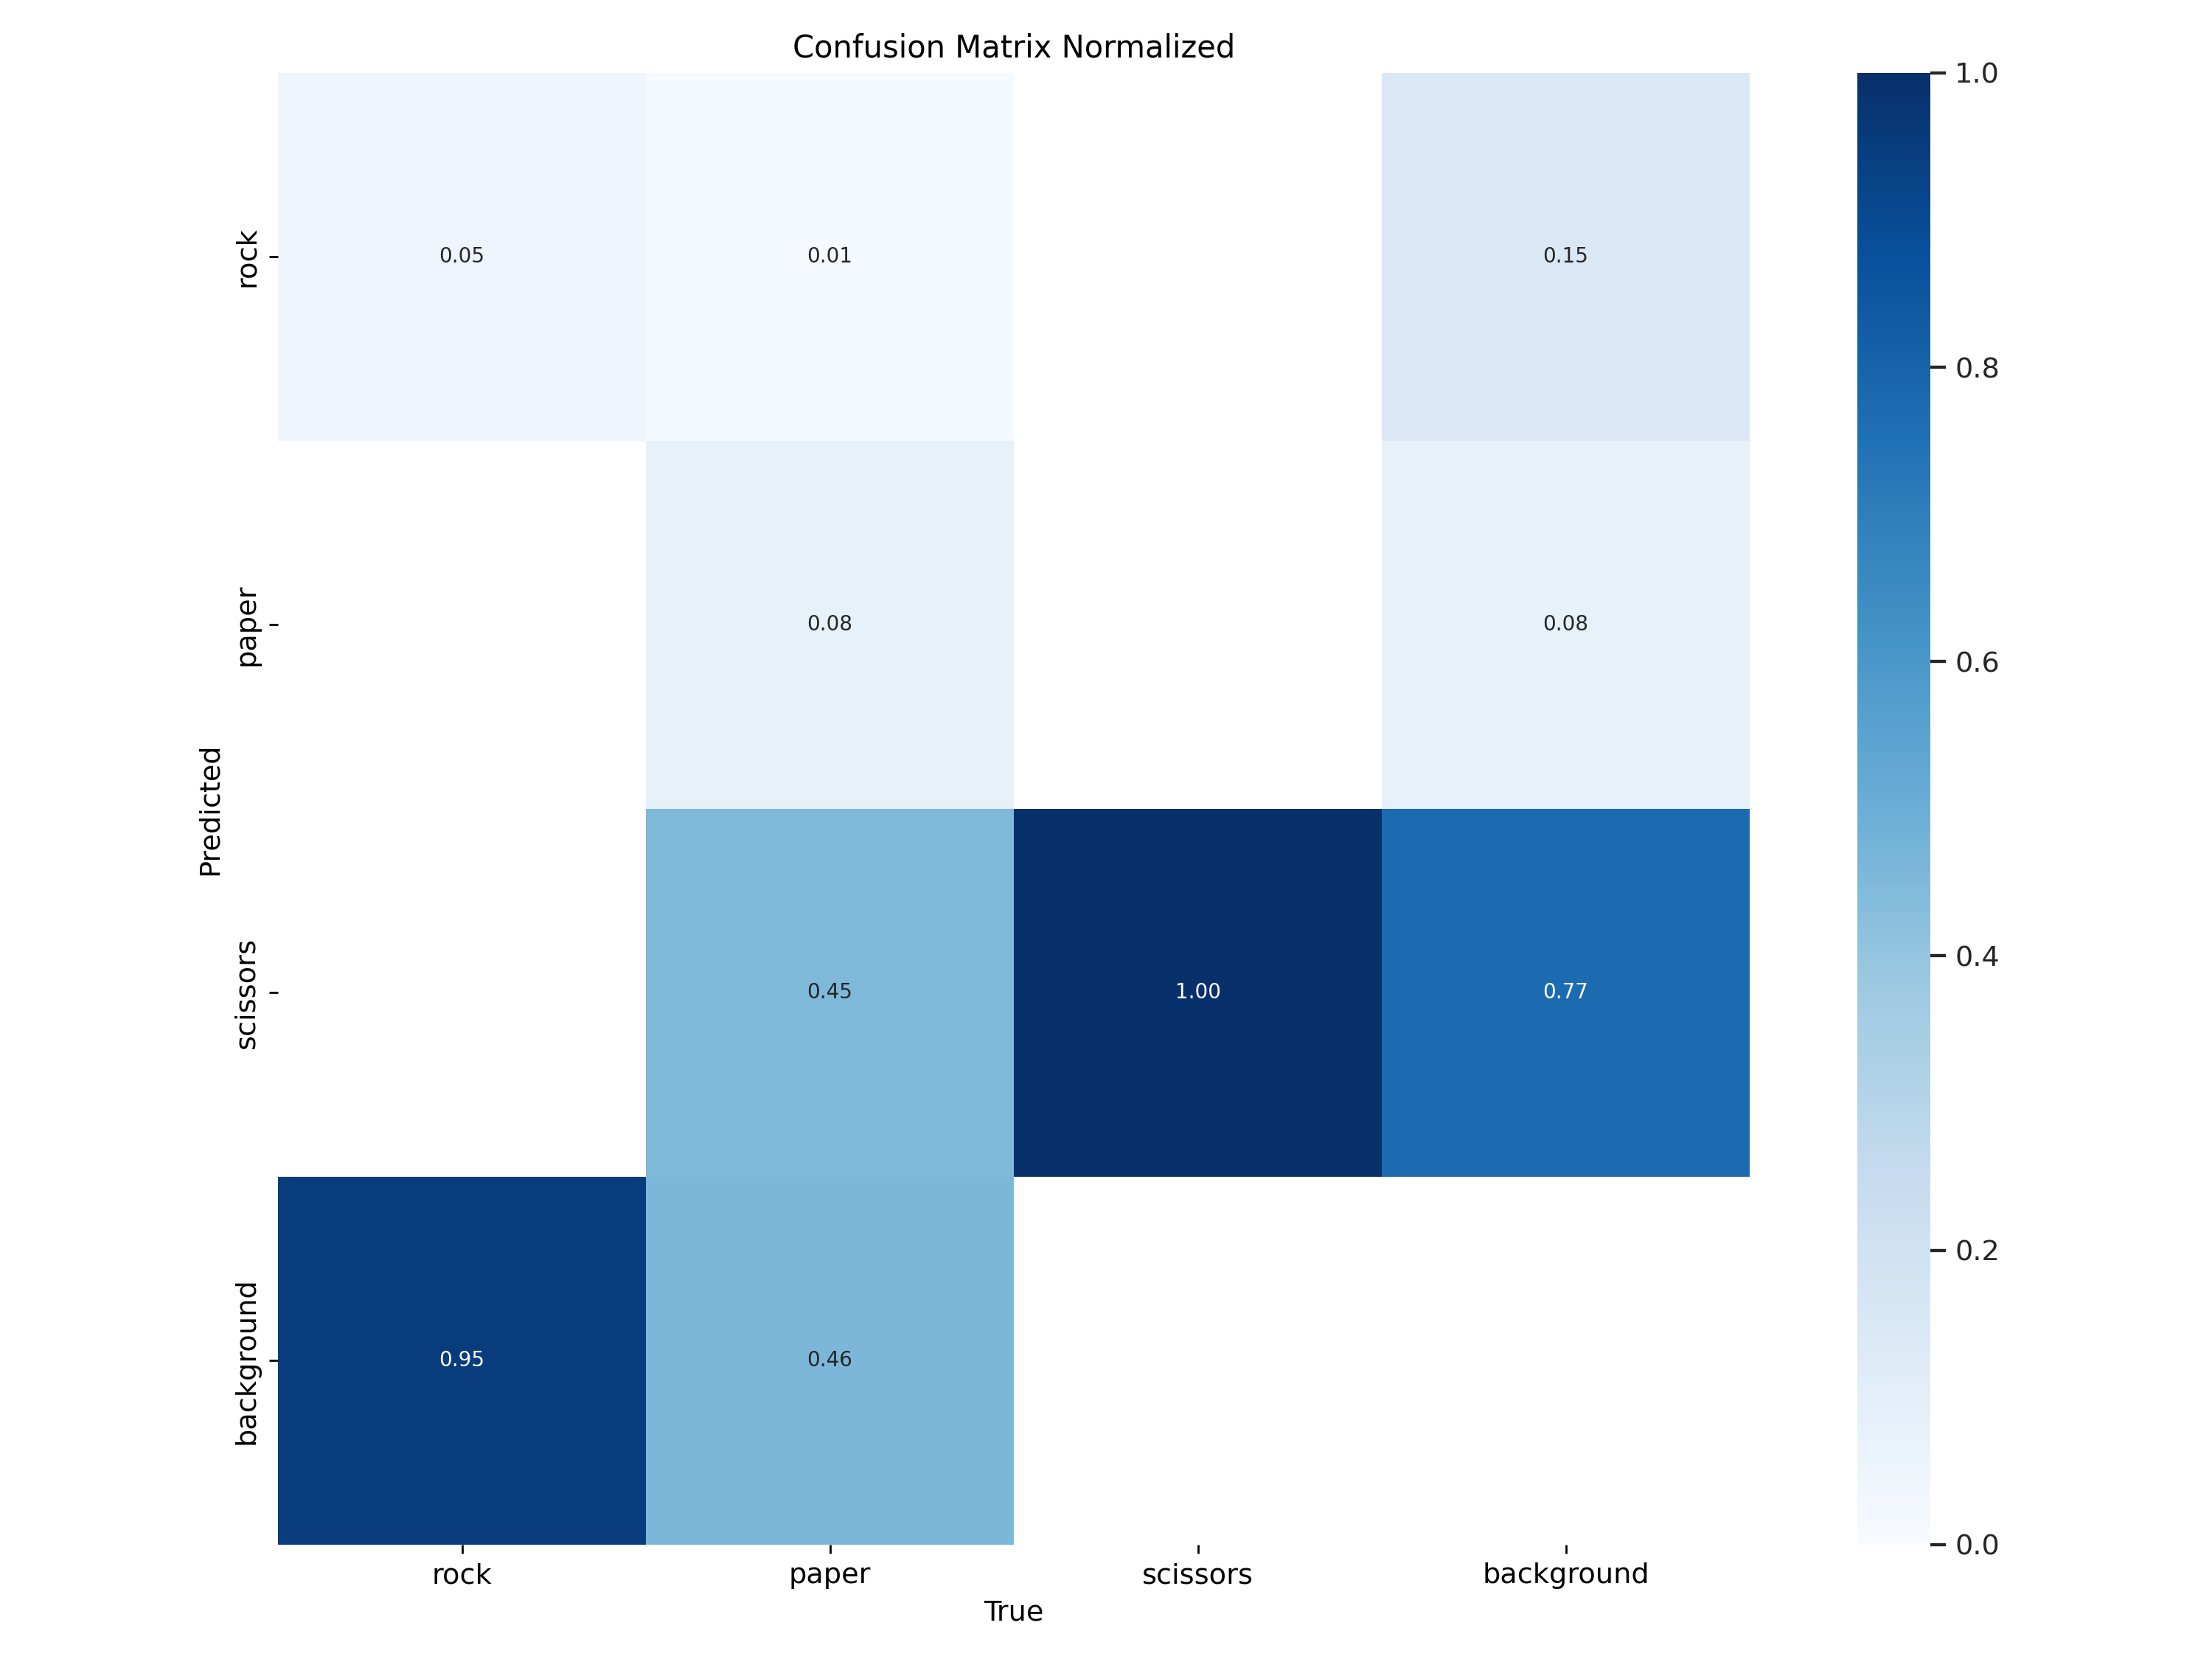 Confusion Matrix Normalized
rock
0.05
0.01
0.15
paper
0.08
0.08
scissors
0.45
1.00
0.77
background
0.95
0.46
rock
paper
scissors
background
True
Predicted
1.0
0.8
0.6
0.4
0.2
0.0